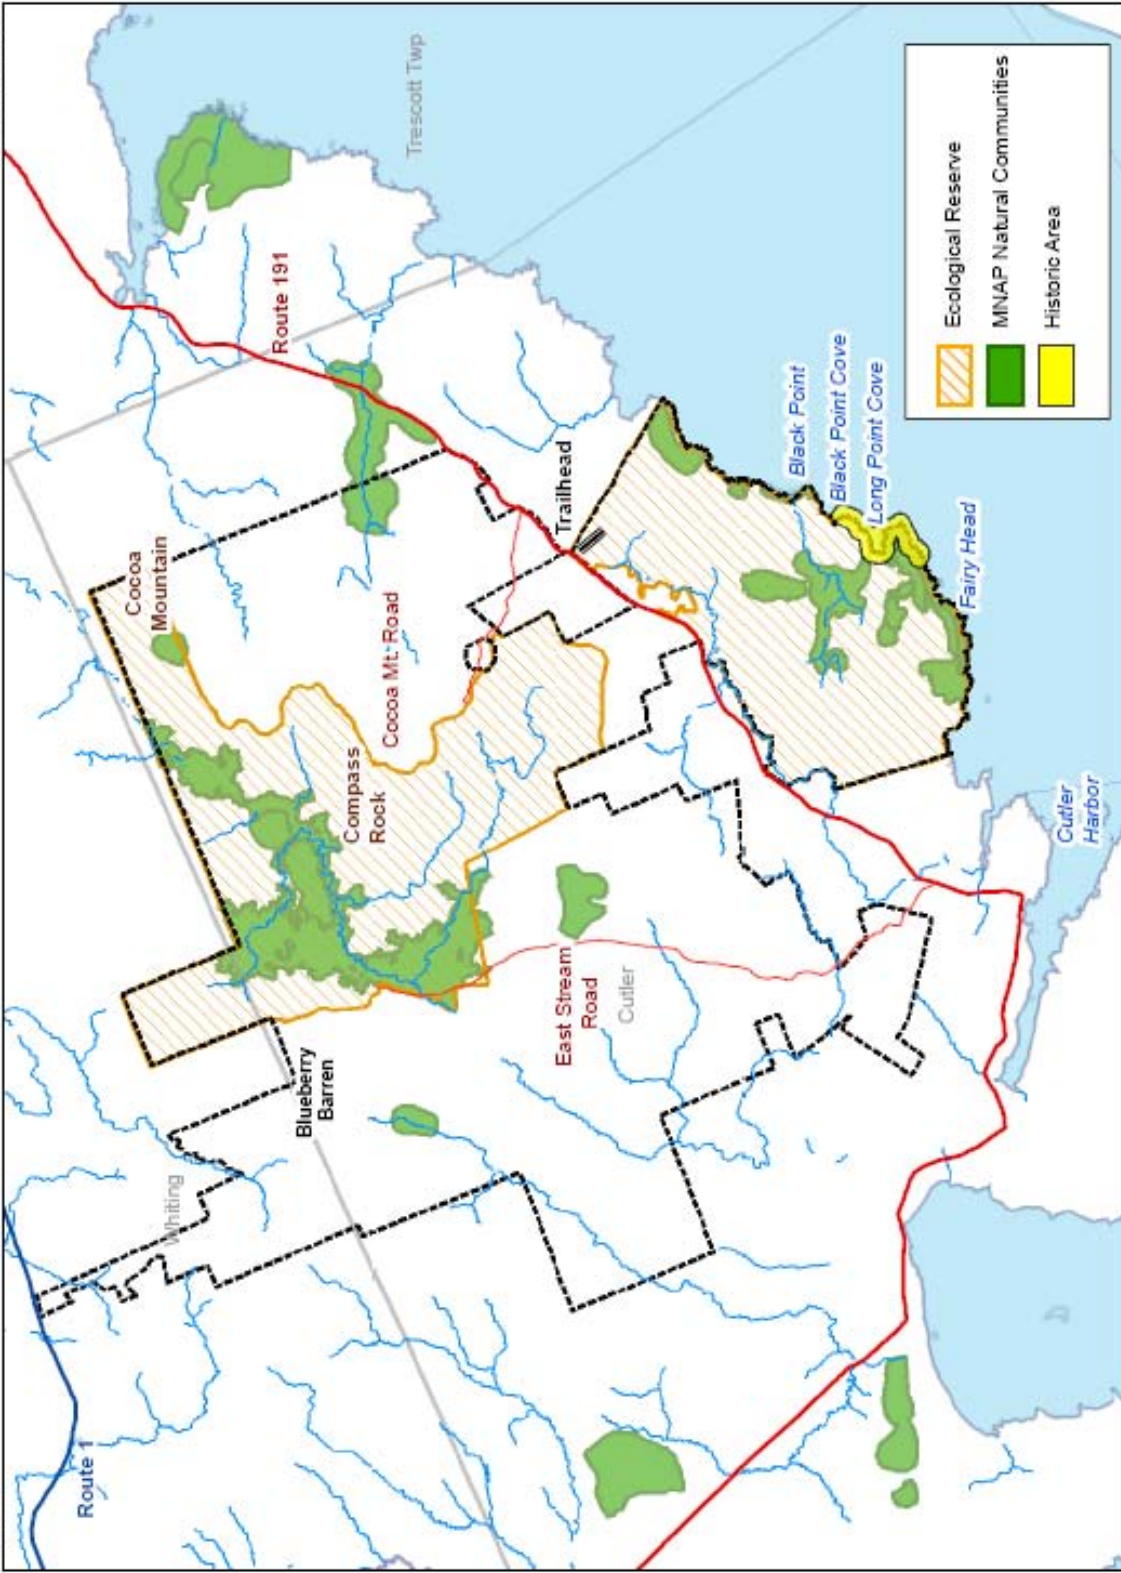 Route 1
Whiting
Blueberry
Barren
Cocoa
Mountain
Compass
Rock
Cocoa Mt. Road
Route 191
Trescott Twp
East Stream
Road
Cutler
Trailhead
Black Point
Black Point Cove
Long Point Cove
Fairy Head
Cutler
Harbor
Ecological Reserve
MNAP Natural Communities
Historic Area